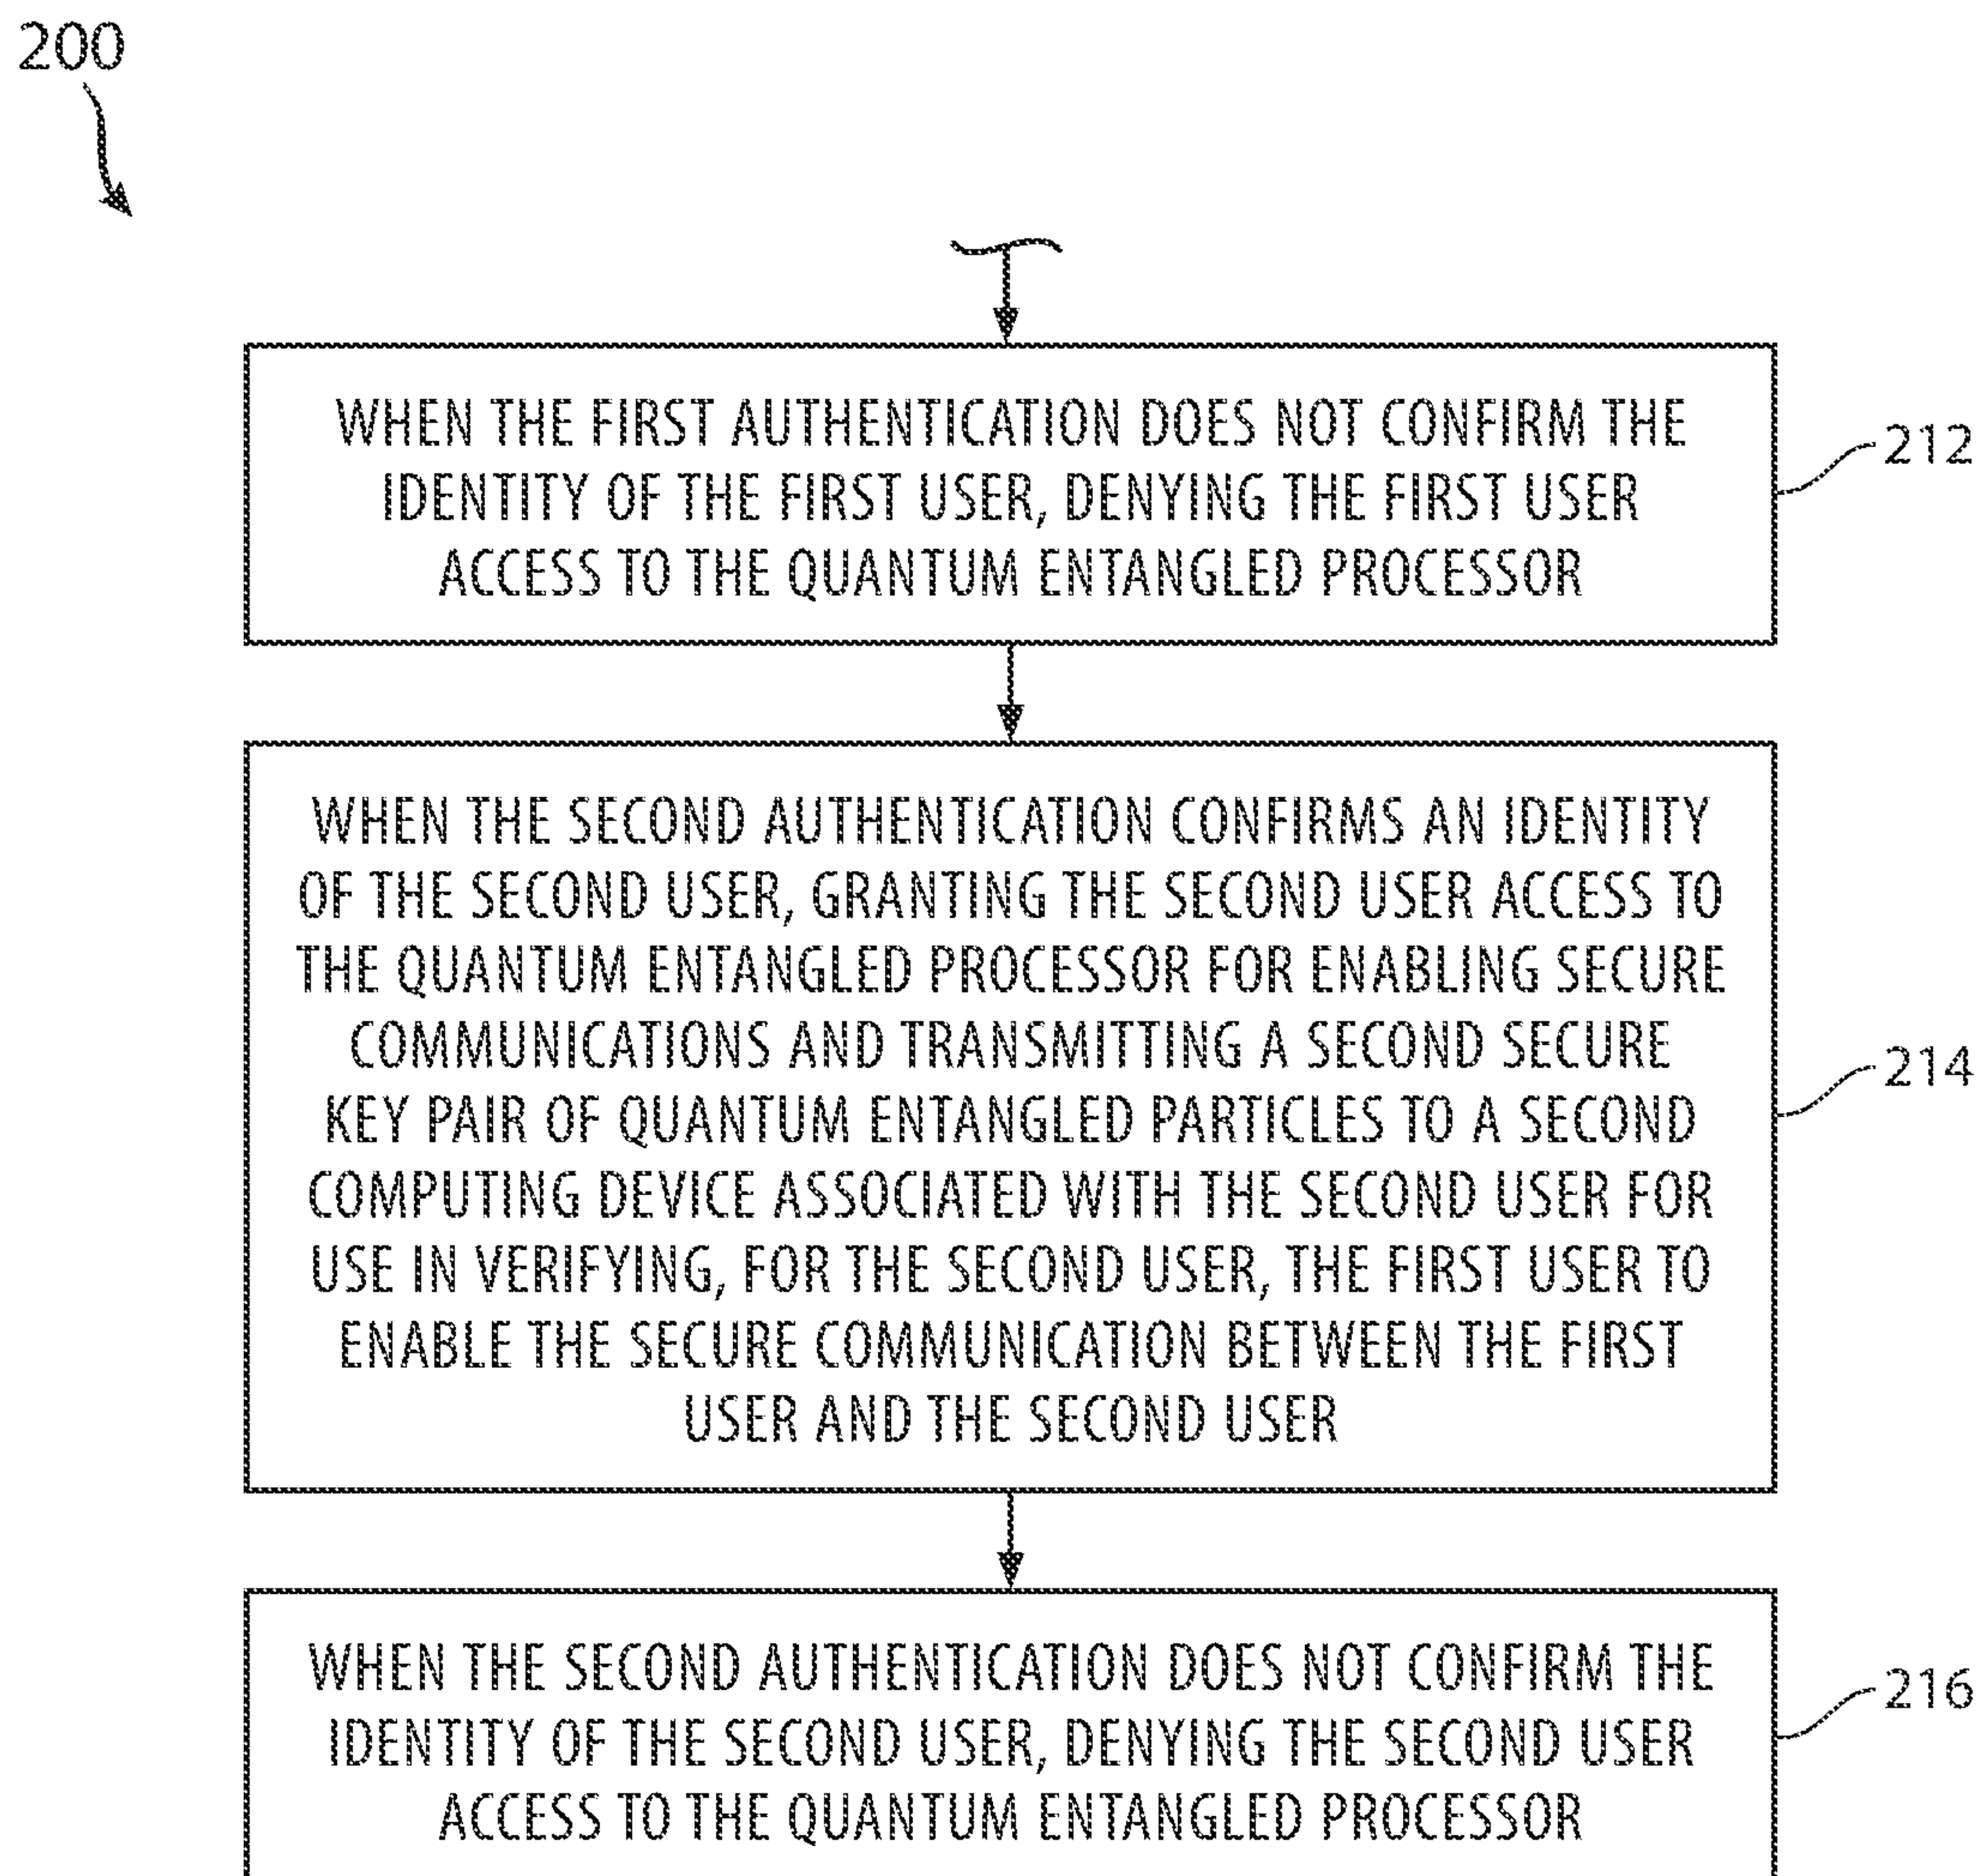 200
WHEN THE FIRST AUTHENTICATION DOES NOT CONFIRM THE
IDENTITY OF THE FIRST USER, DENYING THE FIRST USER
ACCESS TO THE QUANTUM ENTANGLED PROCESSOR
212
WHEN THE SECOND AUTHENTICATION CONFIRMS AN IDENTITY
OF THE SECOND USER, GRANTING THE SECOND USER ACCESS TO
THE QUANTUM ENTANGLED PROCESSOR FOR ENABLING SECURE
COMMUNICATIONS AND TRANSMITTING A SECOND SECURE
KEY PAIR OF QUANTUM ENTANGLED PARTICLES TO A SECOND
COMPUTING DEVICE ASSOCIATED WITH THE SECOND USER FOR
USE IN VERIFYING, FOR THE SECOND USER, THE FIRST USER TO
ENABLE THE SECURE COMMUNICATION BETWEEN THE FIRST
USER AND THE SECOND USER
214
WHEN THE SECOND AUTHENTICATION DOES NOT CONFIRM THE
IDENTITY OF THE SECOND USER, DENYING THE SECOND USER
ACCESS TO THE QUANTUM ENTANGLED PROCESSOR
216